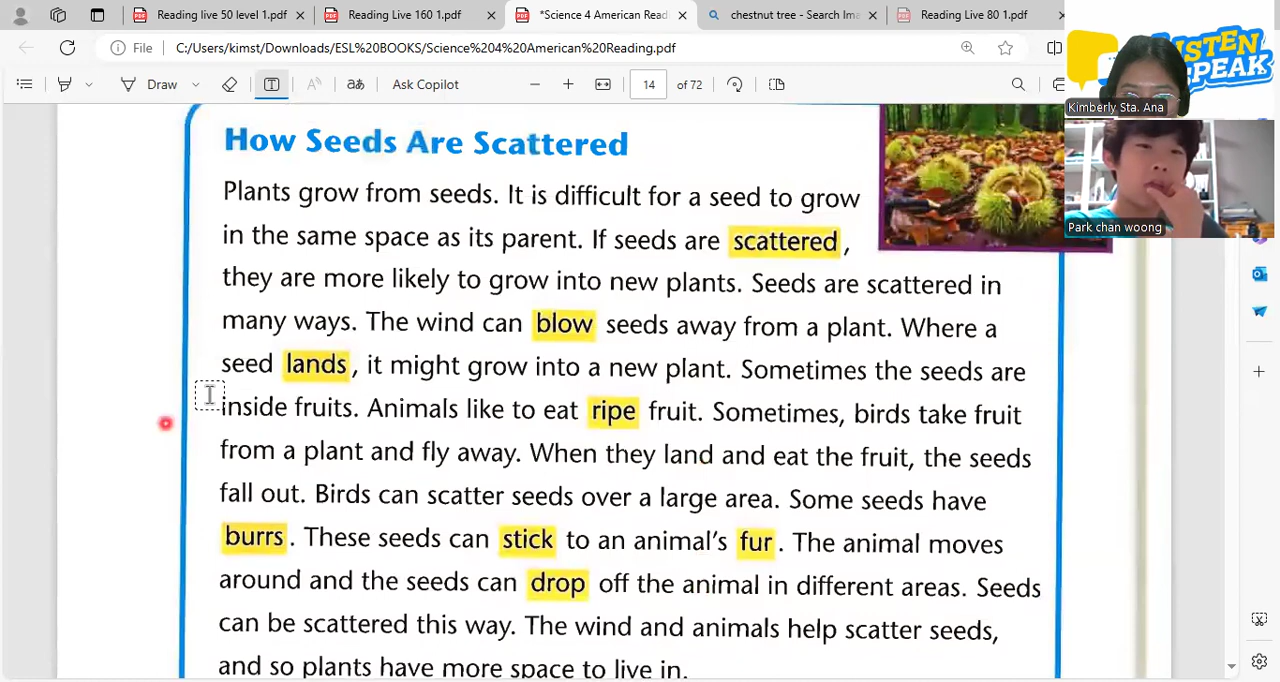 Reading live 50 level 1.pdf
Reading Live 160 1.pdf
*Science 4 American Read
chestnut tree - Search Ima
Reading Live 80 1.pdf
File
C:/Users/kimst/Downloads/ESL%20BOOKS/Science%204%20American%20Reading.pdf
Draw
aあ
Ask Copilot
14
of 72
LISTEN
SPEAK
Kimberly Sta. Ana
Park chan woong
How Seeds Are Scattered
Plants grow from seeds. It is difficult for a seed to grow
in the same space as its parent. If seeds are scattered,
they are more likely to grow into new plants. Seeds are scattered in
many ways. The wind can blow seeds away from a plant. Where a
seed lands, it might grow into a new plant. Sometimes the seeds are
inside fruits. Animals like to eat ripe fruit. Sometimes, birds take fruit
from a plant and fly away. When they land and eat the fruit, the seeds
fall out. Birds can scatter seeds over a large area. Some seeds have
burrs. These seeds can stick to an animal's fur. The animal moves
around and the seeds can drop off the animal in different areas. Seeds
can be scattered this way. The wind and animals help scatter seeds,
and so plants have more space to live in.